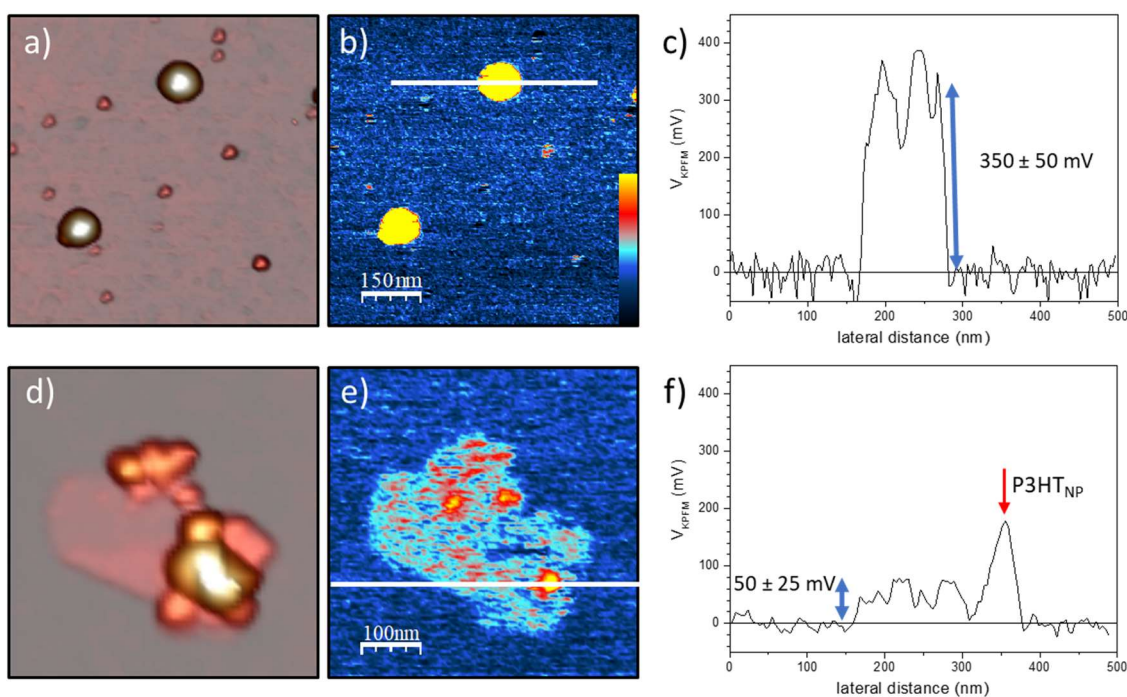 a)
b)
150nm
c)
400
300
200
100
0
V_KPFM (mV)
350 ± 50 mV
0
100
200
300
400
500
lateral distance (nm)
d)
e)
100nm
f)
400
300
200
100
0
V_KPFM (mV)
P3HT_NP
50 ± 25 mV
0
100
200
300
400
500
lateral distance (nm)